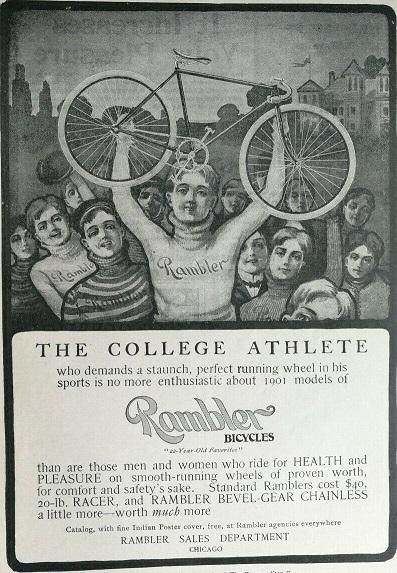 Rambler
Rambler
Rambler
THE COLLEGE ATHLETE
who demands a staunch, perfect running wheel in his
sports is no more enthusiastic about 1901 models of
Rambler
BICYCLES
"22-Year-Old Favorites"
than are those men and women who ride for HEALTH and
PLEASURE on smooth-running wheels of proven worth,
for comfort and safety's sake. Standard Ramblers cost $40,
20-lb. RACER, and RAMBLER BEVEL-GEAR CHAINLESS
a little more—worth much more
Catalog, with fine Indian Poster cover, free, at Rambler agencies everywhere
RAMBLER SALES DEPARTMENT
CHICAGO